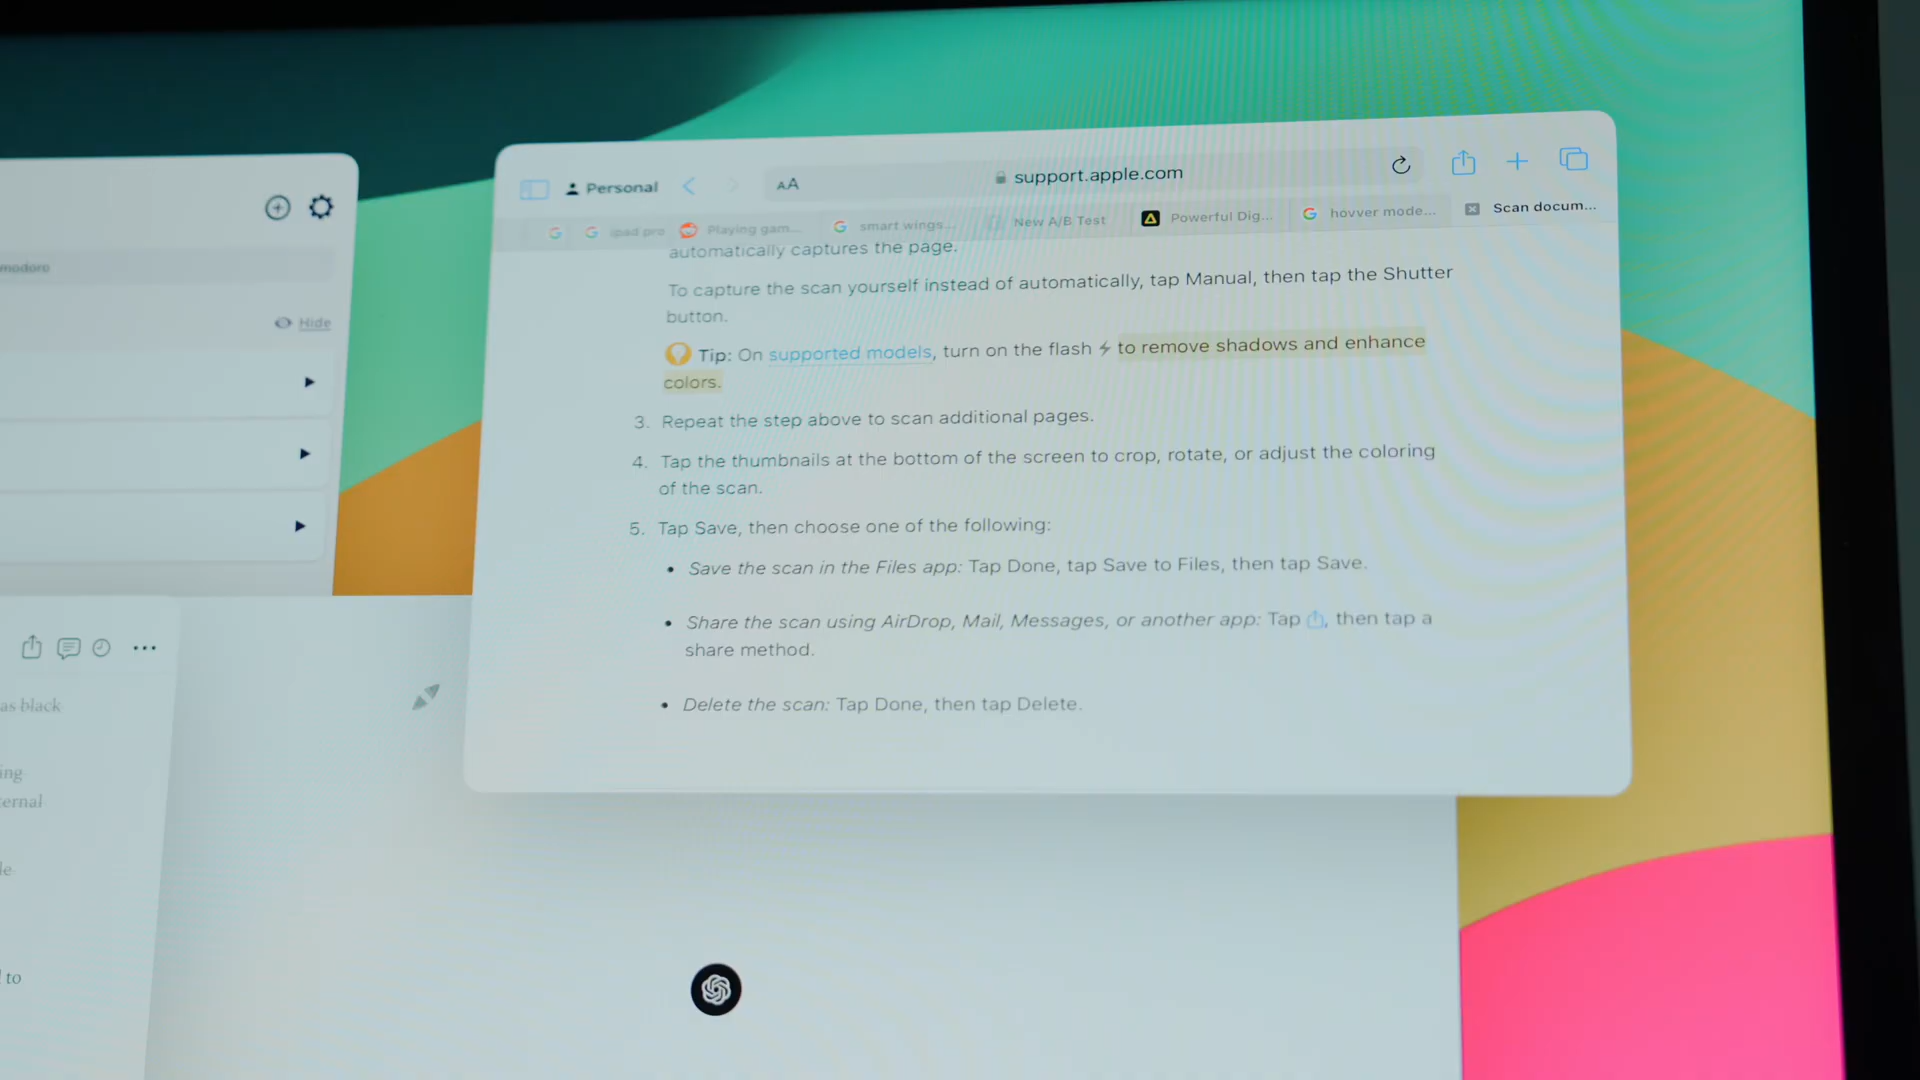 Personal
AA
support.apple.com
ipad pro
Playing gam...
smart wings...
New A/B Test
Powerful Dig...
hovver mode...
Scan docum...
automatically captures the page.
To capture the scan yourself instead of automatically, tap Manual, then tap the Shutter
button.
Tip: On supported models, turn on the flash to remove shadows and enhance
colors.
3. Repeat the step above to scan additional pages.
4. Tap the thumbnails at the bottom of the screen to crop, rotate, or adjust the coloring
of the scan.
5. Tap Save, then choose one of the following:
• Save the scan in the Files app: Tap Done, tap Save to Files, then tap Save.
• Share the scan using AirDrop, Mail, Messages, or another app: Tap , then tap a
share method.
• Delete the scan: Tap Done, then tap Delete.
modoro
Hide
as black
ing
ernal
le
to